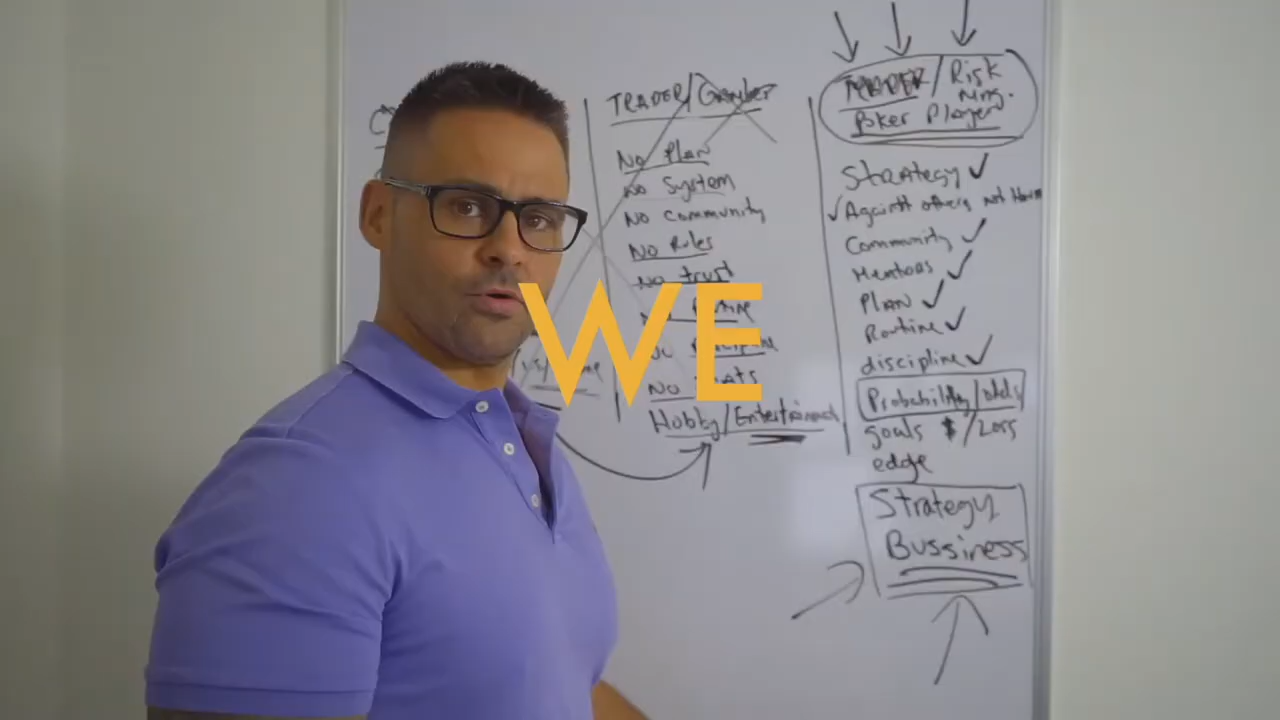 TRADER/Gambler
No Plan
No System
No community
No Rules
No trust
No
No stats
Hobby/Entertainment
TRADER/Risk
Mng.
Poker Player
Strategy ✓
✓ Against others not Home
Community ✓
Mentors ✓
Plan ✓
Routine ✓
discipline ✓
Probability/odds
goals $/Loss
edge
Strategy
Bussiness
WE